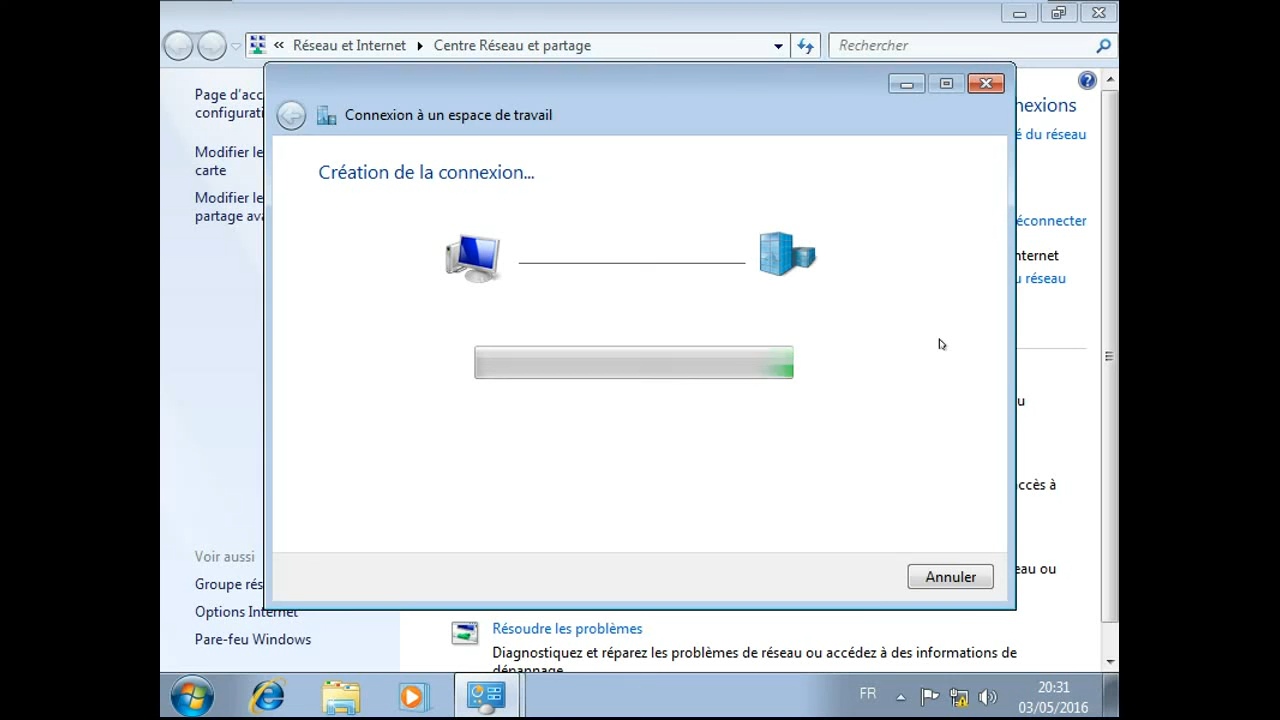 « Réseau et Internet ▸ Centre Réseau et partage
Rechercher
Page d'acc
configurati
Modifier le
carte
Modifier le
partage ava
Connexion à un espace de travail
Création de la connexion...
Annuler
nexions
é du réseau
éconnecter
nternet
u réseau
u
ccès à
eau ou
Voir aussi
Groupe rés
Options Internet
Pare-feu Windows
Résoudre les problèmes
Diagnostiquez et réparez les problèmes de réseau ou accédez à des informations de
dépannage
FR
20:31
03/05/2016